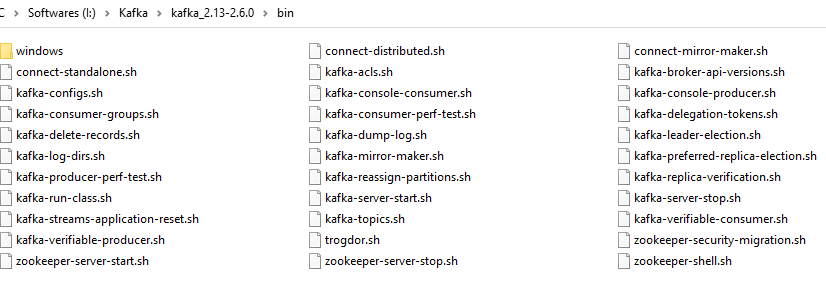 C > Softwares (I:) > Kafka > kafka_2.13-2.6.0 > bin
windows connect-distributed.sh connect-mirror-maker.sh
connect-standalone.sh kafka-acls.sh kafka-broker-api-versions.sh
kafka-configs.sh kafka-console-consumer.sh kafka-console-producer.sh
kafka-consumer-groups.sh kafka-consumer-perf-test.sh kafka-delegation-tokens.sh
kafka-delete-records.sh kafka-dump-log.sh kafka-leader-election.sh
kafka-log-dirs.sh kafka-mirror-maker.sh kafka-preferred-replica-election.sh
kafka-producer-perf-test.sh kafka-reassign-partitions.sh kafka-replica-verification.sh
kafka-run-class.sh kafka-server-start.sh kafka-server-stop.sh
kafka-streams-application-reset.sh kafka-topics.sh kafka-verifiable-consumer.sh
kafka-verifiable-producer.sh trogdor.sh zookeeper-security-migration.sh
zookeeper-server-start.sh zookeeper-server-stop.sh zookeeper-shell.sh